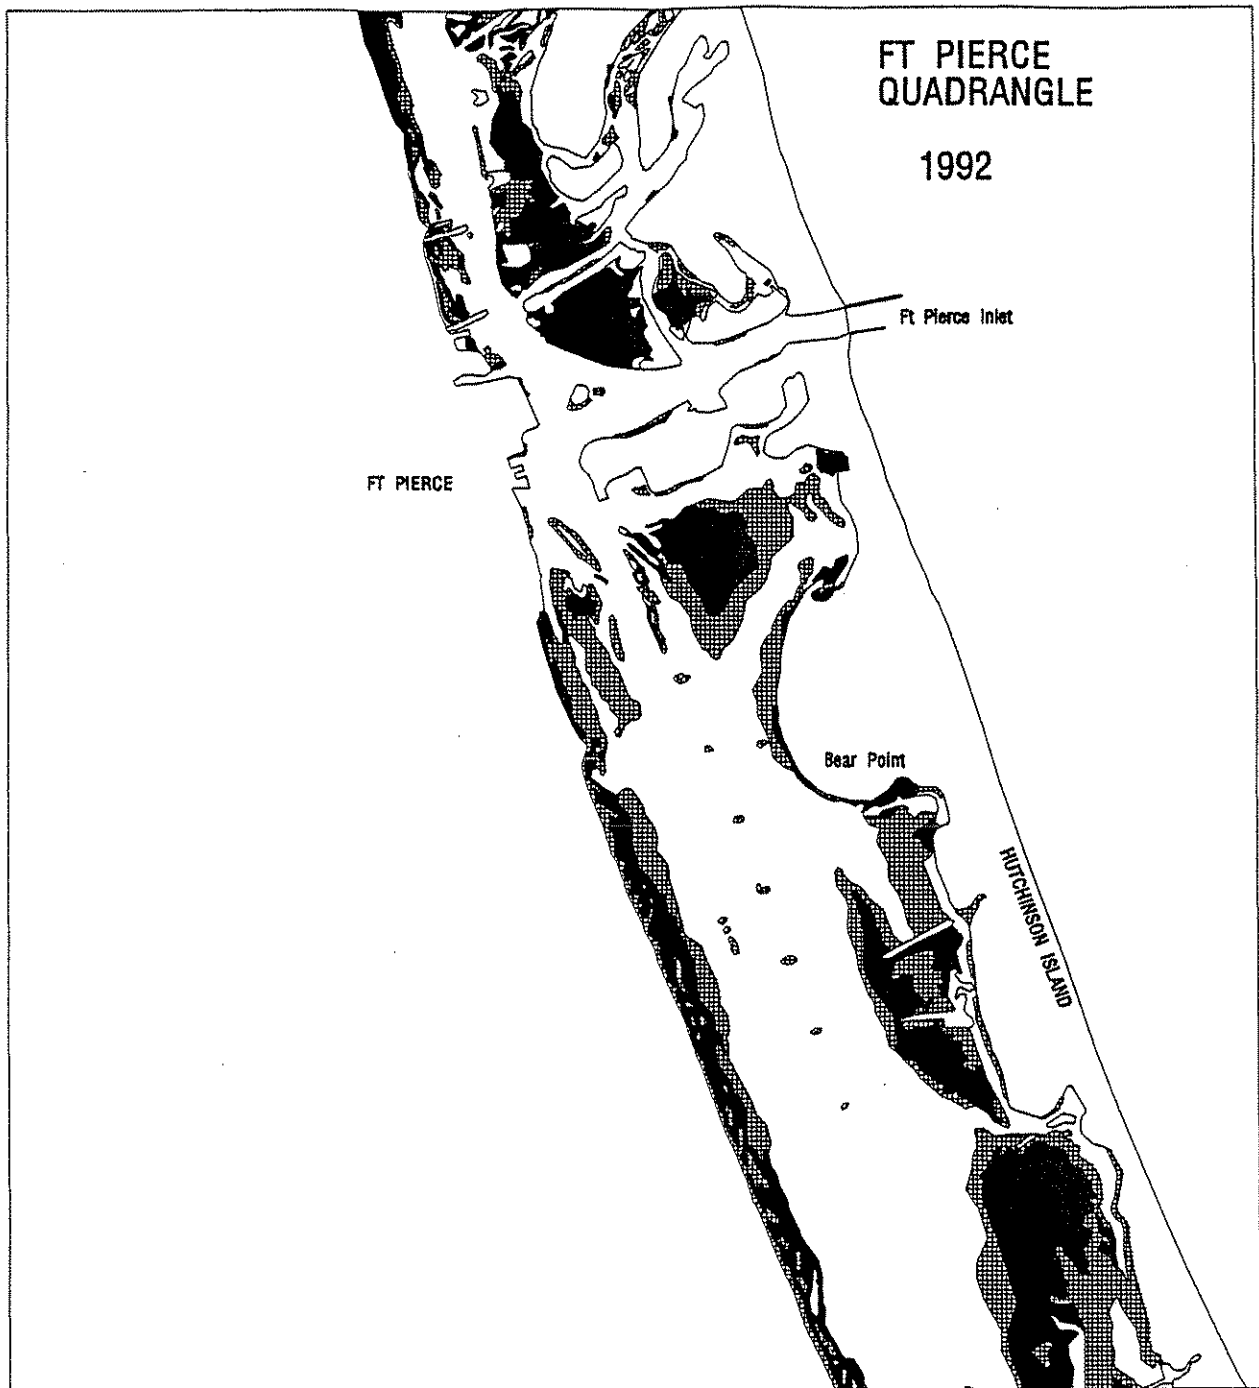 FT PIERCE
QUADRANGLE
1992
Ft Pierce Inlet
FT PIERCE
Bear Point
HUTCHINSON ISLAND